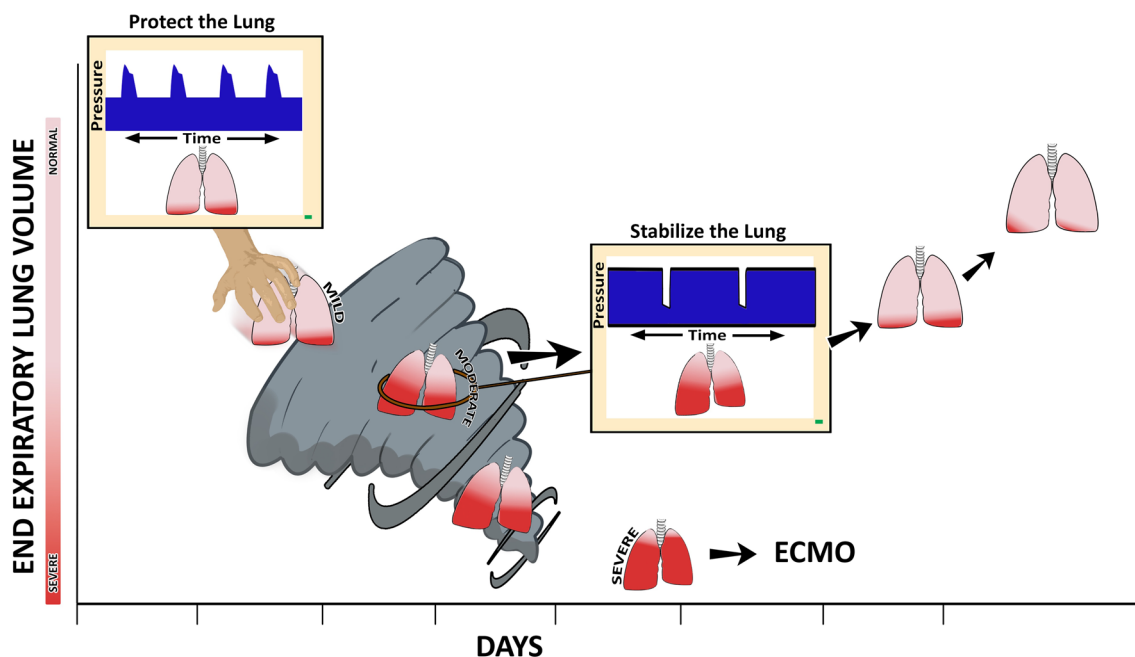 Protect the Lung
Pressure
Time
END EXPIRATORY LUNG VOLUME
NORMAL
SEVERE
MILD
MODERATE
Stabilize the Lung
Pressure
Time
SEVERE
ECMO
DAYS